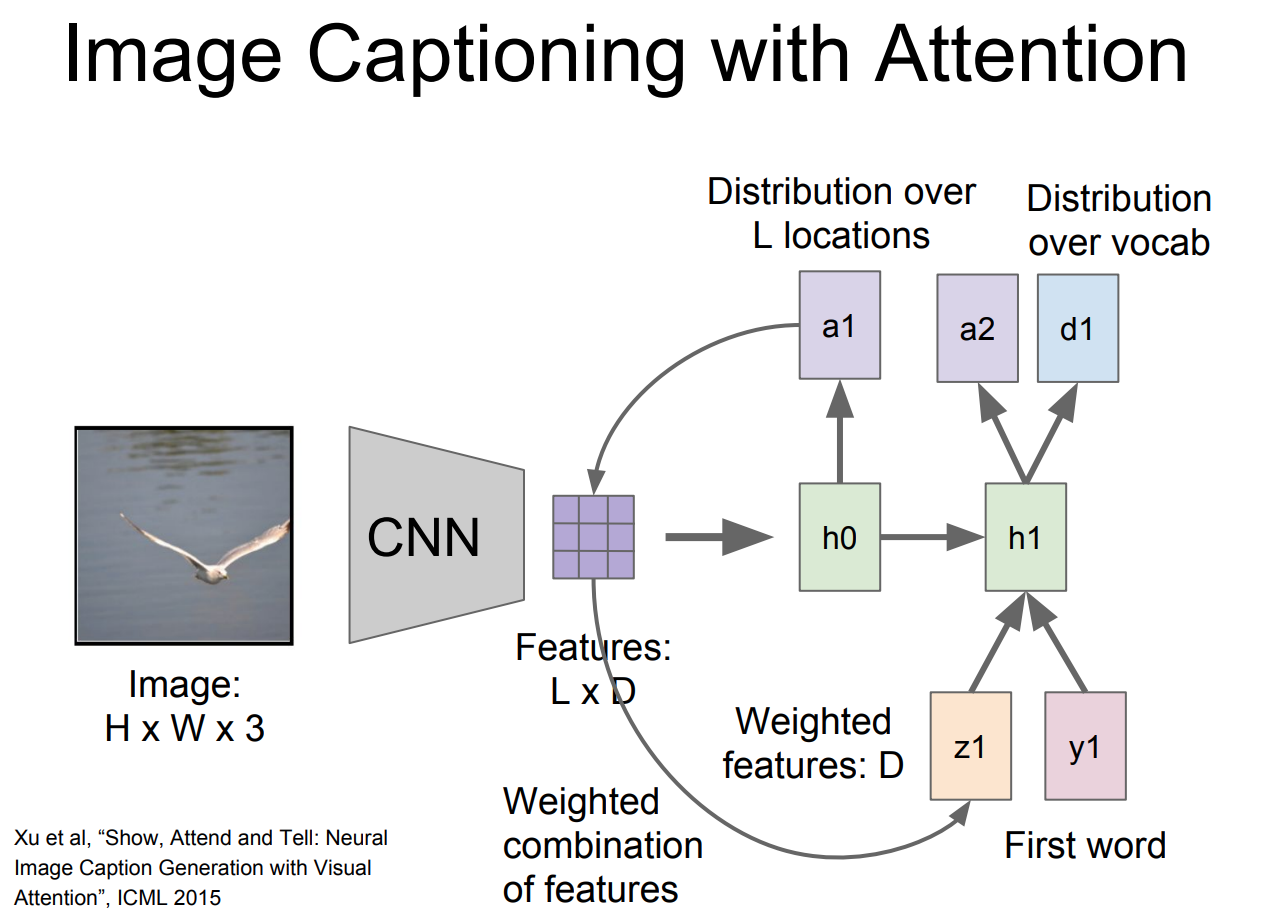 Image Captioning with Attention
Distribution over
L locations
Distribution
over vocab
a1
a2
d1
CNN
h0
h1
Features:
L x D
Image:
H x W x 3
Weighted
features: D
z1
y1
Weighted
combination
of features
First word
Xu et al, “Show, Attend and Tell: Neural
Image Caption Generation with Visual
Attention”, ICML 2015